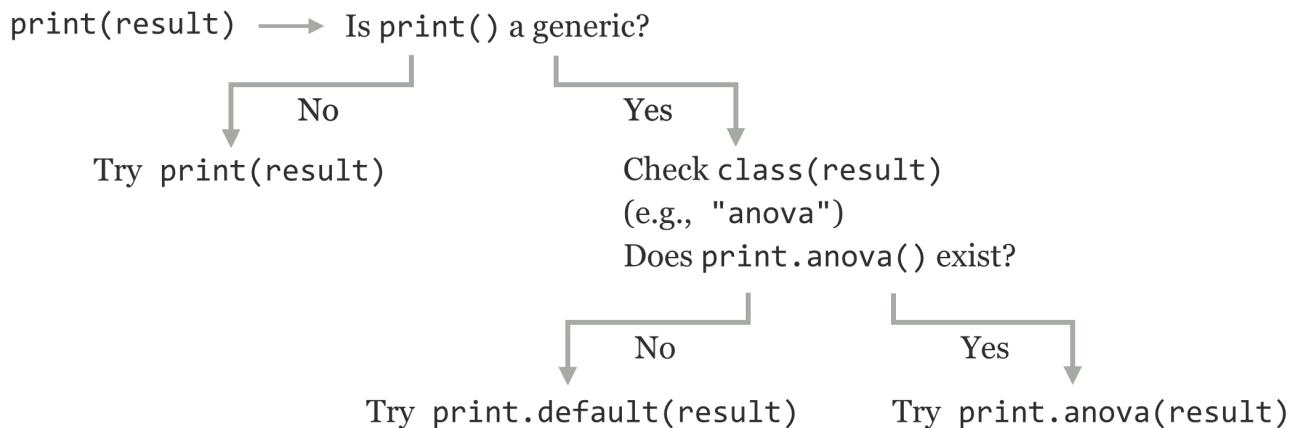 print(result) Is print() a generic?
No
Yes
Try print(result)
Check class(result)
(e.g., "anova")
Does print.anova() exist?
No
Yes
Try print.default(result)
Try print.anova(result)